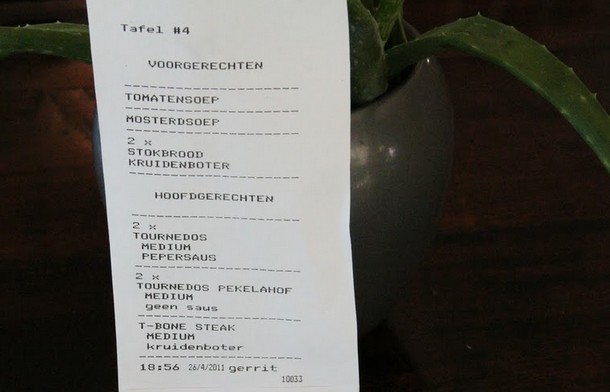 Tafel #4
VOORGERECHTEN
TOMATENSOEP
MOSTERDSOEP
2 x
STOKBROOD
KRUIDENBOTER
HOOFDGERECHTEN
2 x
TOURNEDOS
MEDIUM
PEPERSAUS
2 x
TOURNEDOS PEKELAHOF
MEDIUM
geen saus
T-BONE STEAK
MEDIUM
kruidenboter
18:56 26/4/2011 gerrit
10033